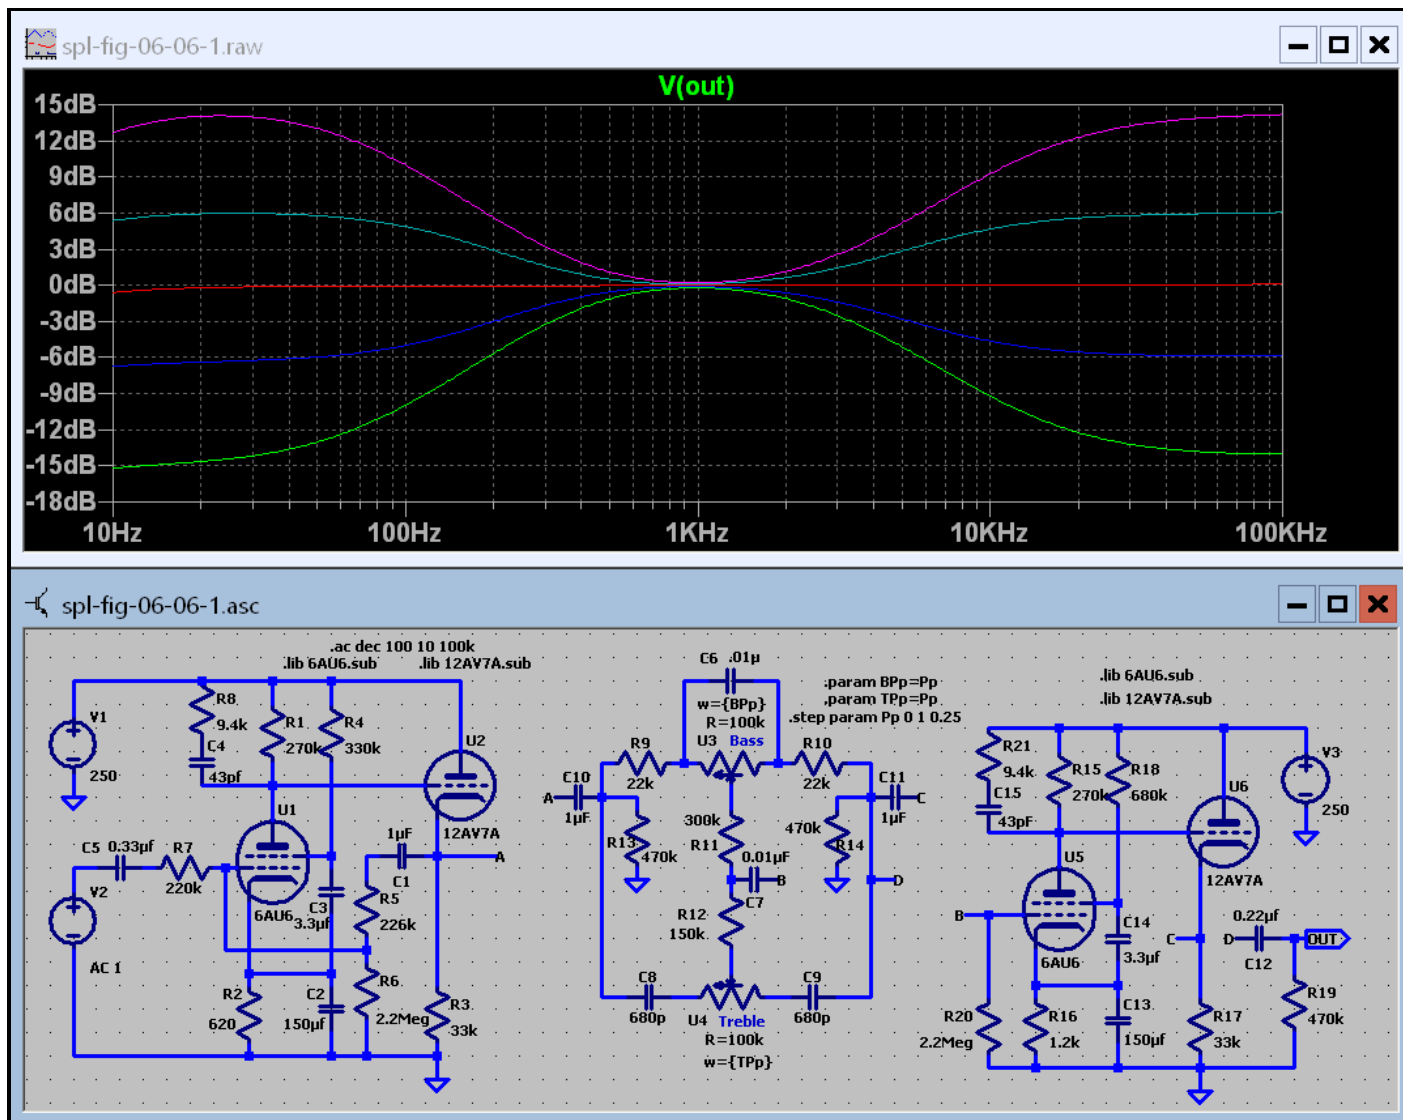 spl-fig-06-06-1.raw
V(out)
15dB
12dB
9dB
6dB
3dB
0dB
-3dB
-6dB
-9dB
-12dB
-15dB
-18dB
10Hz 100Hz 1KHz 10KHz 100KHz
spl-fig-06-06-1.asc
.ac dec 100 10 100k
.lib 6AU6.sub .lib 12AV7A.sub
R8
9.4k
C4
43pf
R1
270k
R4
330k
U2
12AV7A
V1
250
U1
6AU6
C5 0.33µf
R7
220k
V2
AC 1
C3
3.3µf
1µF
C1
A
R5
226k
R2
620
C2
150µf
R6
2.2Meg
R3
33k
C6 .01µ
w={BPp}
R=100k
U3 Bass
.param BPp=Pp
.param TPp=Pp
.step param Pp 0 1 0.25
R9
22k
R10
22k
C10
A
1µF
C11
C
1µF
R13
470k
300k
R11
470k
R14
0.01µF
B
C7
D
R12
150k
C8
680p
C9
680p
U4 Treble
R=100k
w={TPp}
.lib 6AU6.sub
.lib 12AV7A.sub
R21
9.4k
C15
43pF
R15
270k
R18
680k
U6
12AV7A
V3
250
U5
6AU6
B
C14
3.3µf
C
0.22µf
D
C12
OUT
R20
2.2Meg
R16
1.2k
C13
150µf
R17
33k
R19
470k